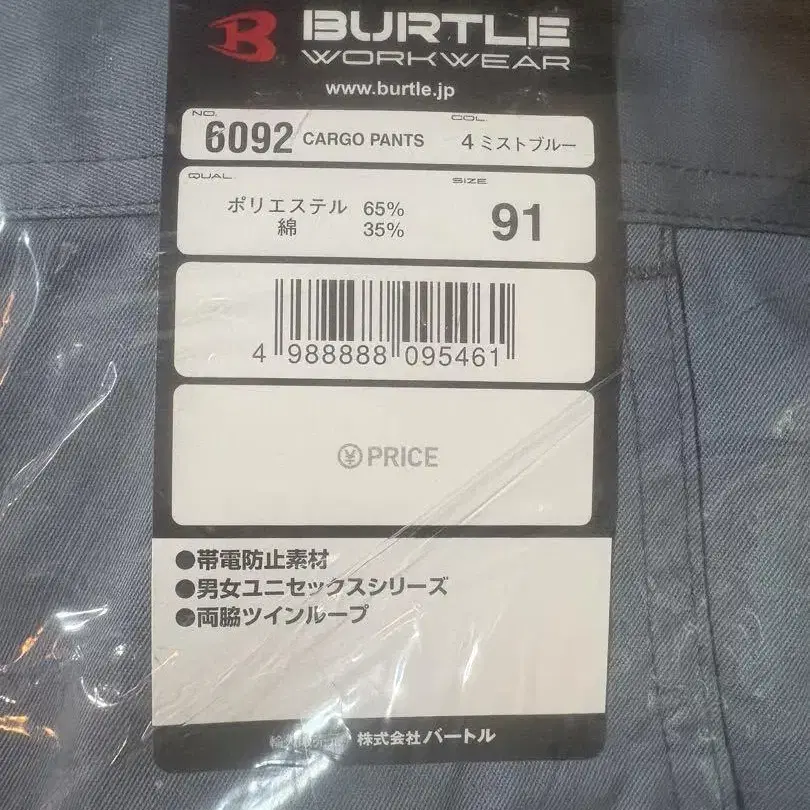 B BURTLE
WORKWEAR
www.burtle.jp
NO. COL.
6092 CARGO PANTS 4 ミストブルー
QUAL. SIZE
ポリエステル 65%
綿 35%
91
4 988888 095461
¥ PRICE
●帯電防止素材
●男女ユニセックスシリーズ
●両脇ツインループ
株式会社バートル